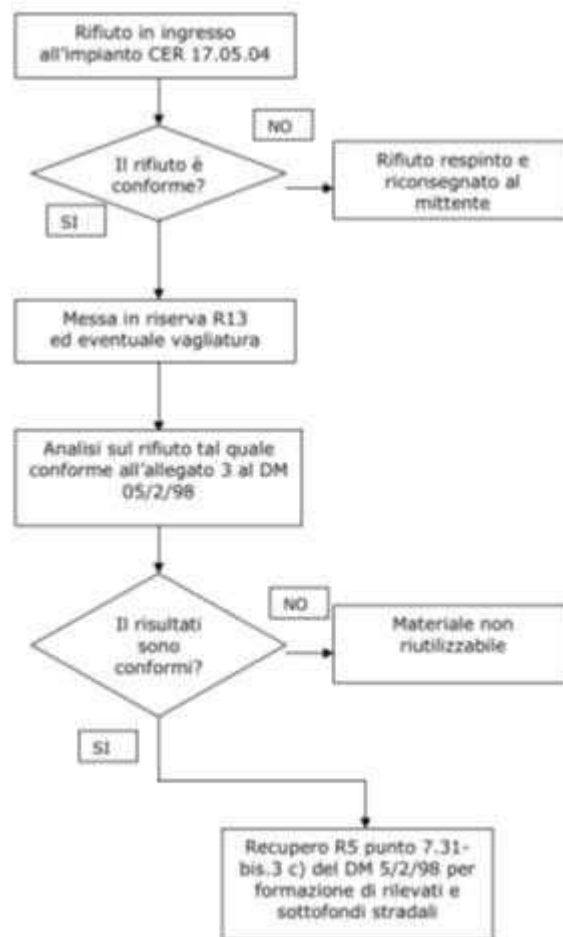 Rifiuto in ingresso
all'impianto CER 17.05.04
NO
Il rifiuto è
conforme?
Rifiuto respinto e
riconsegnato al
mittente
SI
Messa in riserva R13
ed eventuale vagliatura
Analisi sul rifiuto tal quale
conforme all'allegato 3 al DM
05/2/98
NO
Il risultati
sono
conformi?
Materiale non
riutilizzabile
SI
Recupero R5 punto 7.31-
bis.3 c) del DM 5/2/98 per
formazione di rilevati e
sottofondi stradali